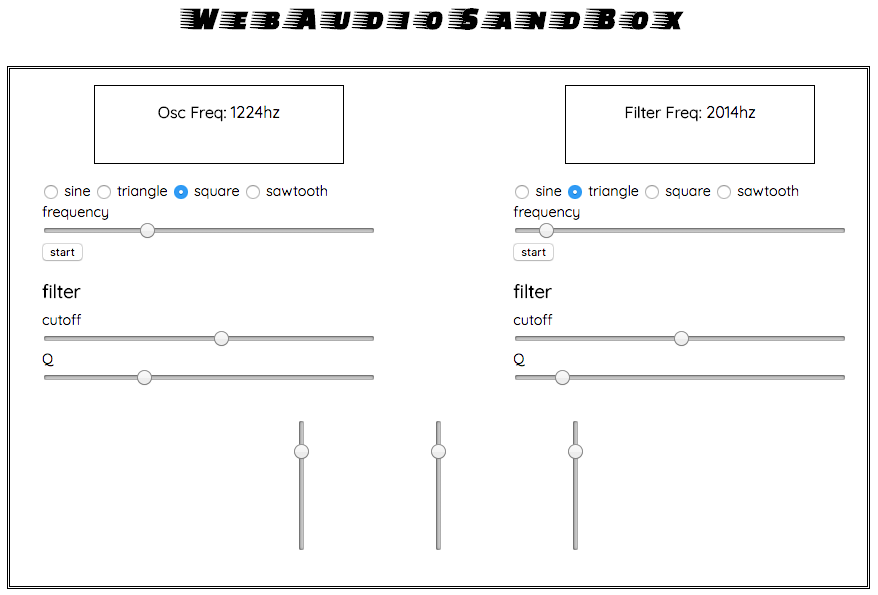 WebAudioSandBox
Osc Freq: 1224hz
sine triangle square sawtooth
frequency
start
filter
cutoff
Q
Filter Freq: 2014hz
sine triangle square sawtooth
frequency
start
filter
cutoff
Q